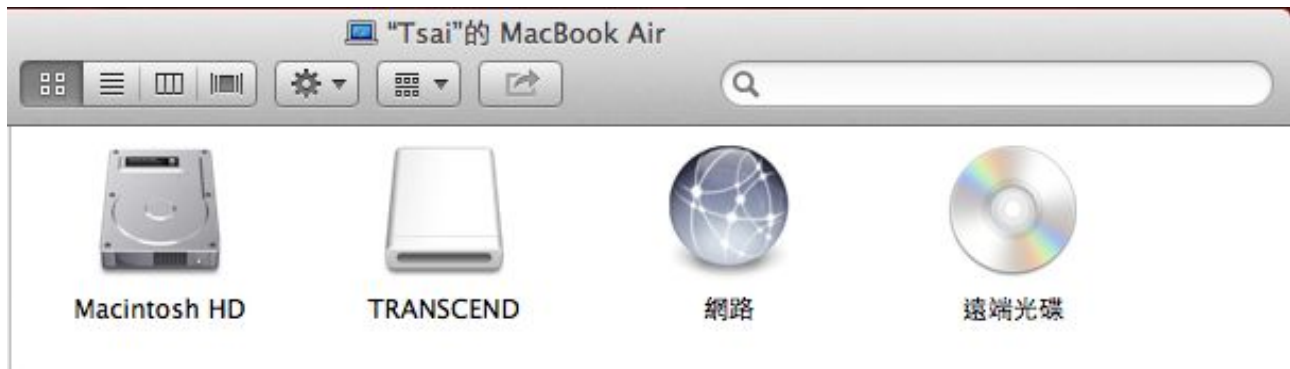 “Tsai”的 MacBook Air
Macintosh HD
TRANSCEND
網路
遠端光碟